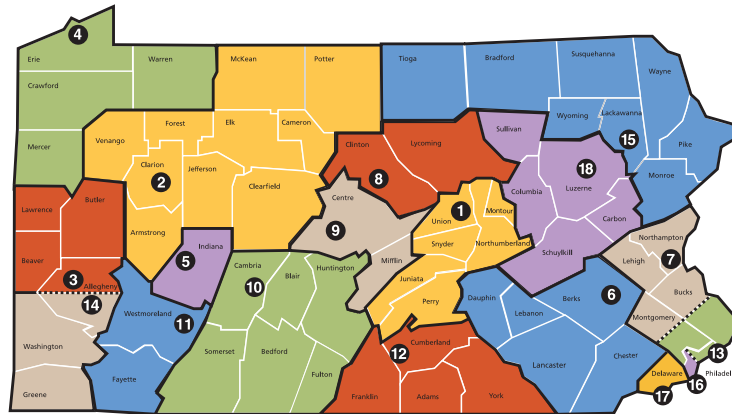 4
Erie
Warren
McKean
Potter
Tioga
Bradford
Susquehanna
Wayne
Crawford
Mercer
Venango
Forest
Elk
Cameron
Clinton
Lycoming
Sullivan
Wyoming
Lackawanna
15
Pike
Clarion
2
Jefferson
Clearfield
8
Centre
9
Columbia
18
Luzerne
Monroe
Lawrence
Butler
Armstrong
Union
1
Montour
Carbon
Beaver
3
Allegheny
Indiana
5
Snyder
Northumberland
Schuylkill
Northampton
Lehigh
7
14
Cambria
10
Blair
Huntington
Mifflin
Juniata
Perry
Dauphin
Lebanon
Berks
6
Bucks
Montgomery
Washington
Westmoreland
11
Somerset
Bedford
Fulton
12
Cumberland
Lancaster
Chester
13
Greene
Fayette
Franklin
Adams
York
Delaware
17
16
Philadel